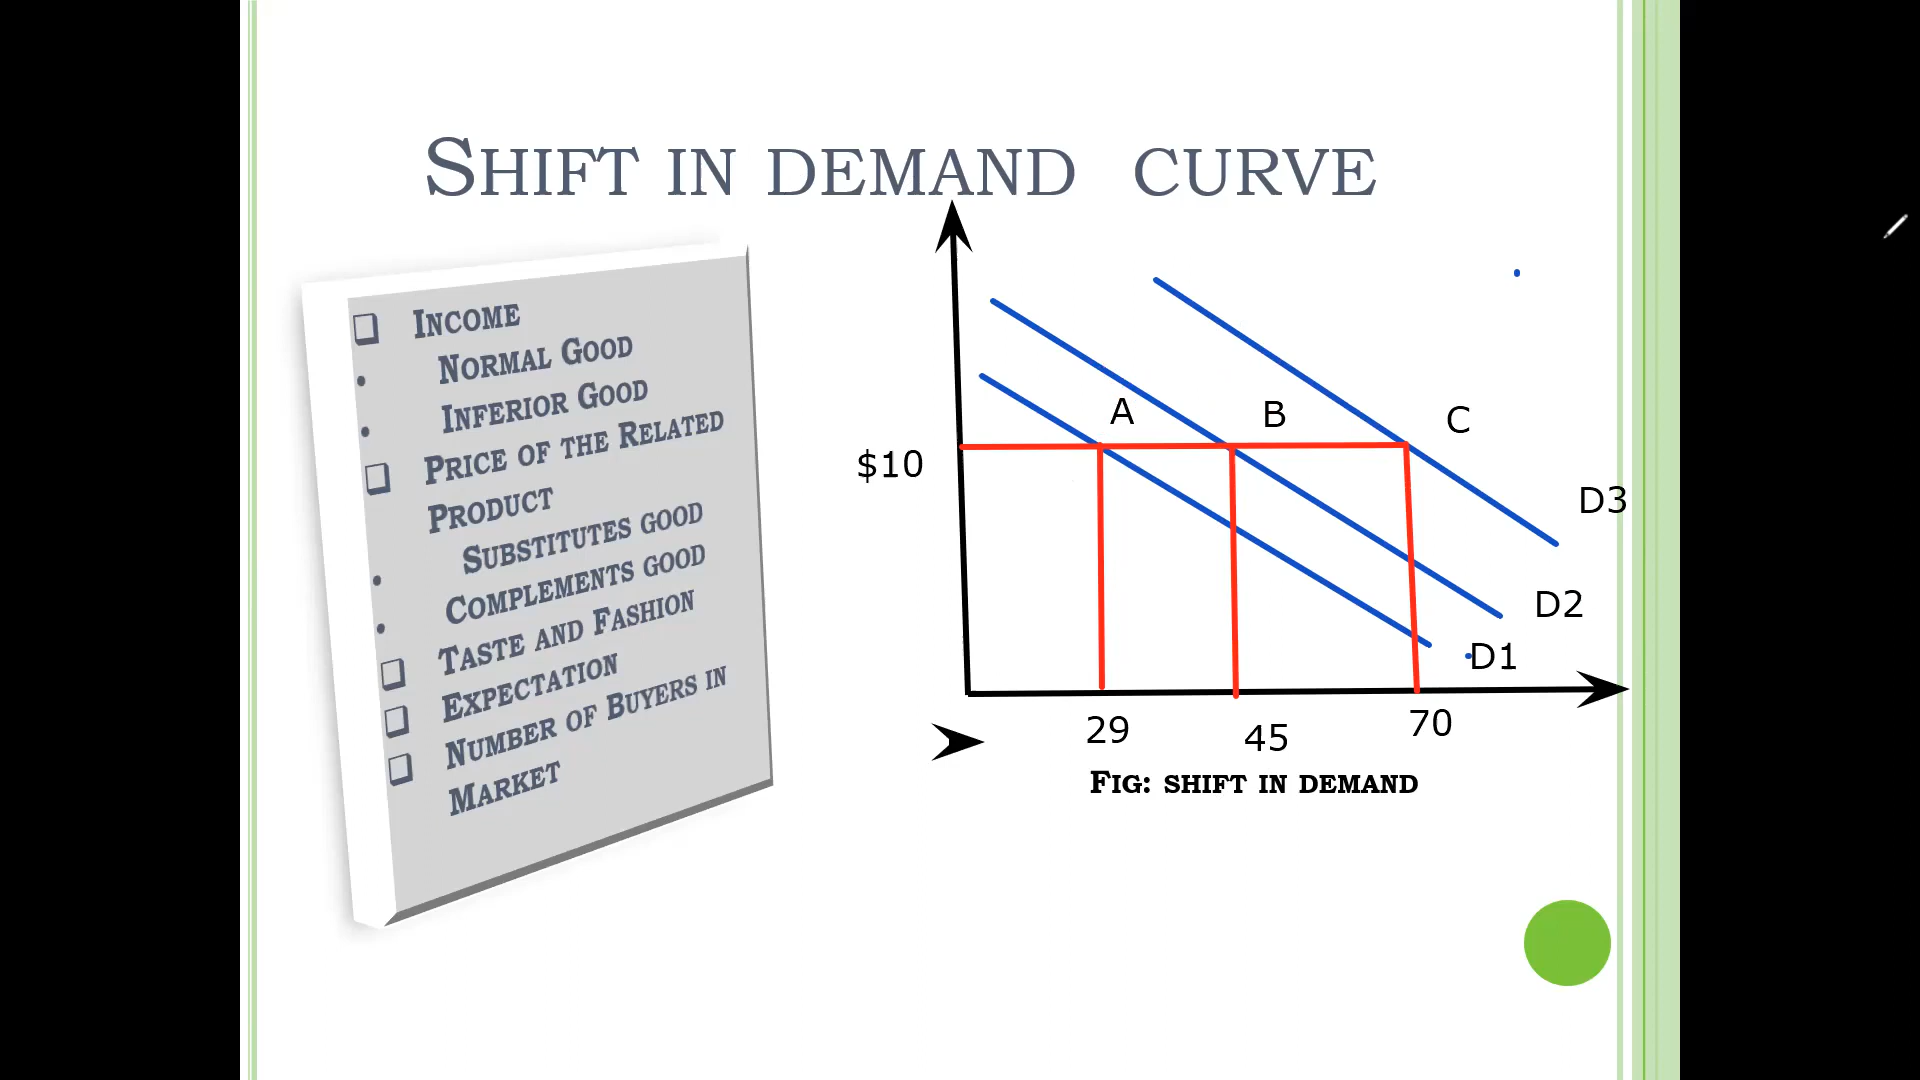 SHIFT IN DEMAND CURVE
❑ INCOME
• NORMAL GOOD
• INFERIOR GOOD
❑ PRICE OF THE RELATED
PRODUCT
• SUBSTITUTES GOOD
• COMPLEMENTS GOOD
❑ TASTE AND FASHION
❑ EXPECTATION
❑ NUMBER OF BUYERS IN
MARKET
A
B
C
$10
D3
D2
D1
29
45
70
FIG: SHIFT IN DEMAND